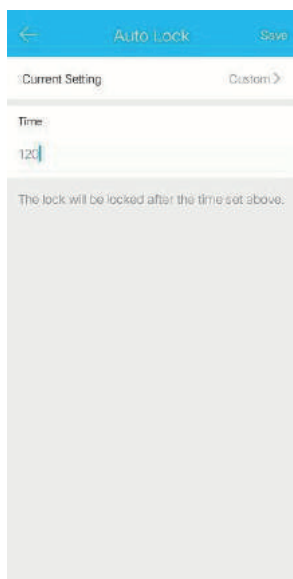 Auto Lock Save
Current Setting Custom
Time
120
The lock will be locked after the time set above.